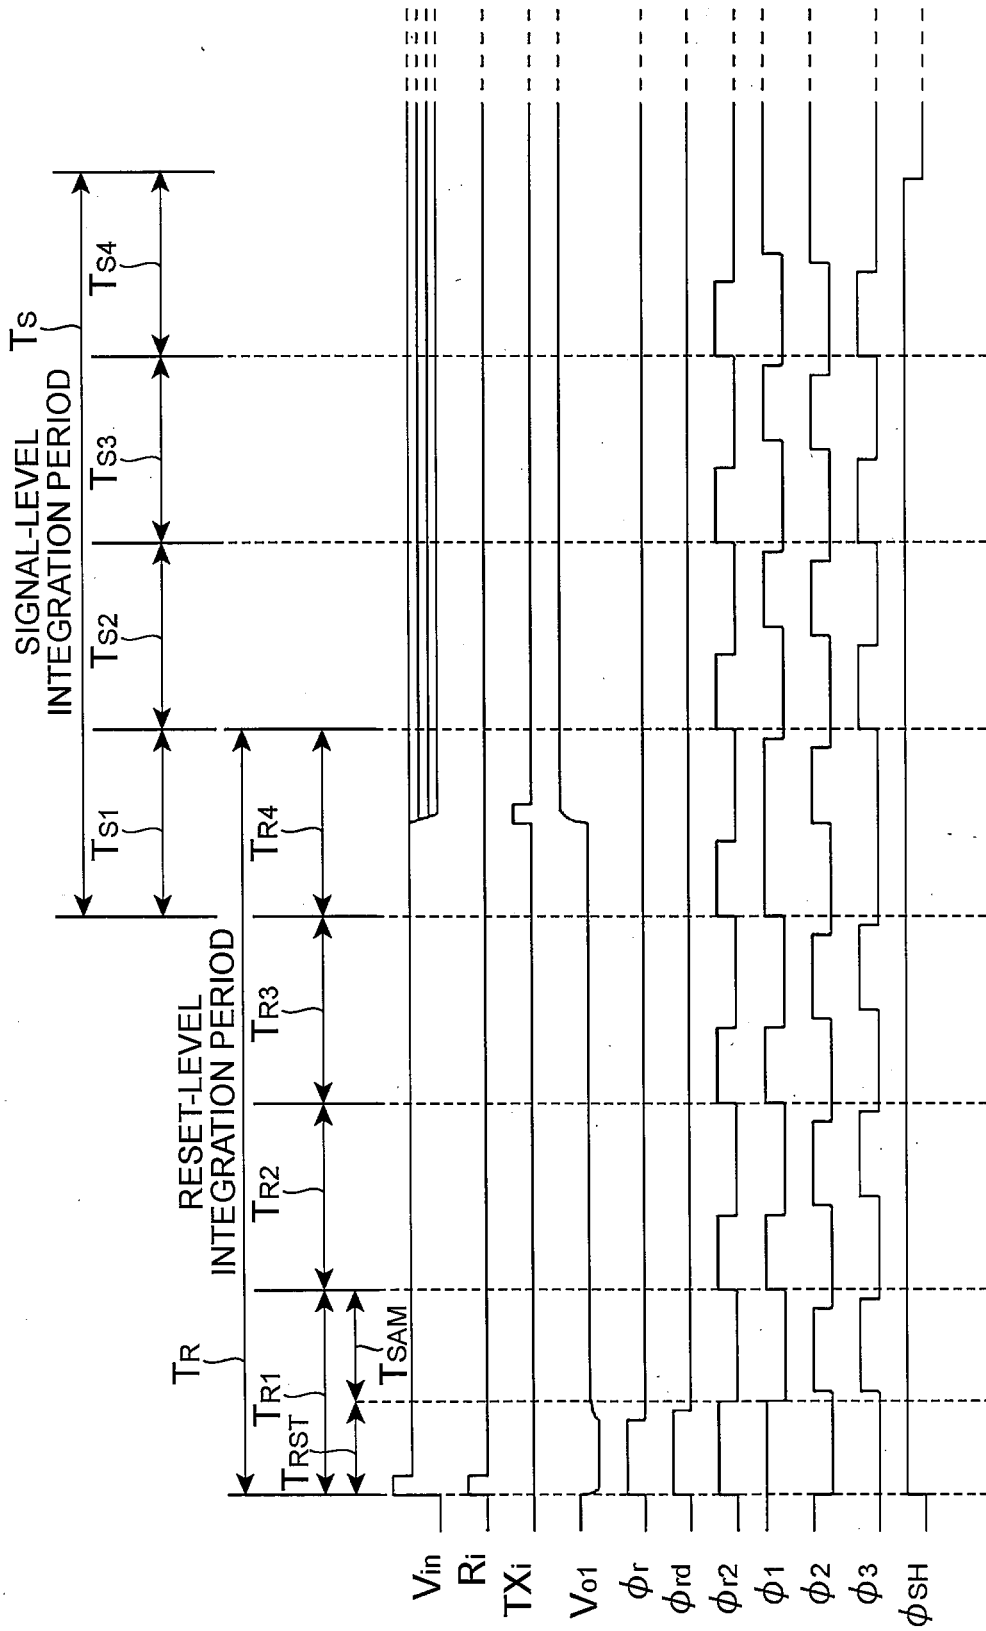 SIGNAL-LEVEL
INTEGRATION PERIOD
TS
TS1
TS2
TS3
TS4
RESET-LEVEL
INTEGRATION PERIOD
TR
TR1
TR2
TR3
TR4
TRST
TSAM
Vin
Ri
TXi
Vo1
ϕr
ϕrd
ϕr2
ϕ1
ϕ2
ϕ3
ϕSH